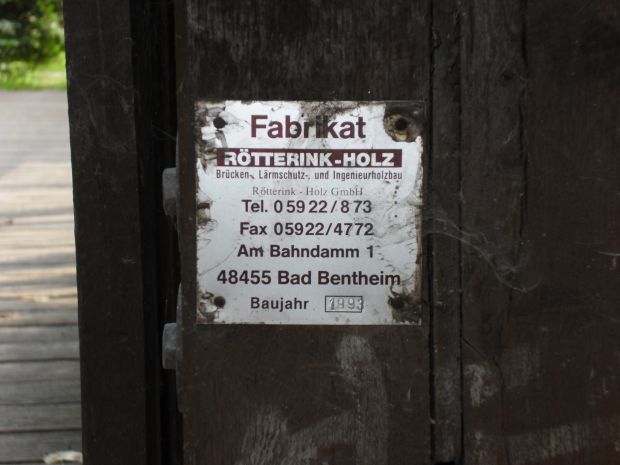 Fabrikat
RÖTTERINK-HOLZ
Brücken-, Lärmschutz-, und Ingenieurholzbau
Rötterink - Holz GmbH
Tel. 05922/873
Fax 05922/4772
Am Bahndamm 1
48455 Bad Bentheim
Baujahr 1993